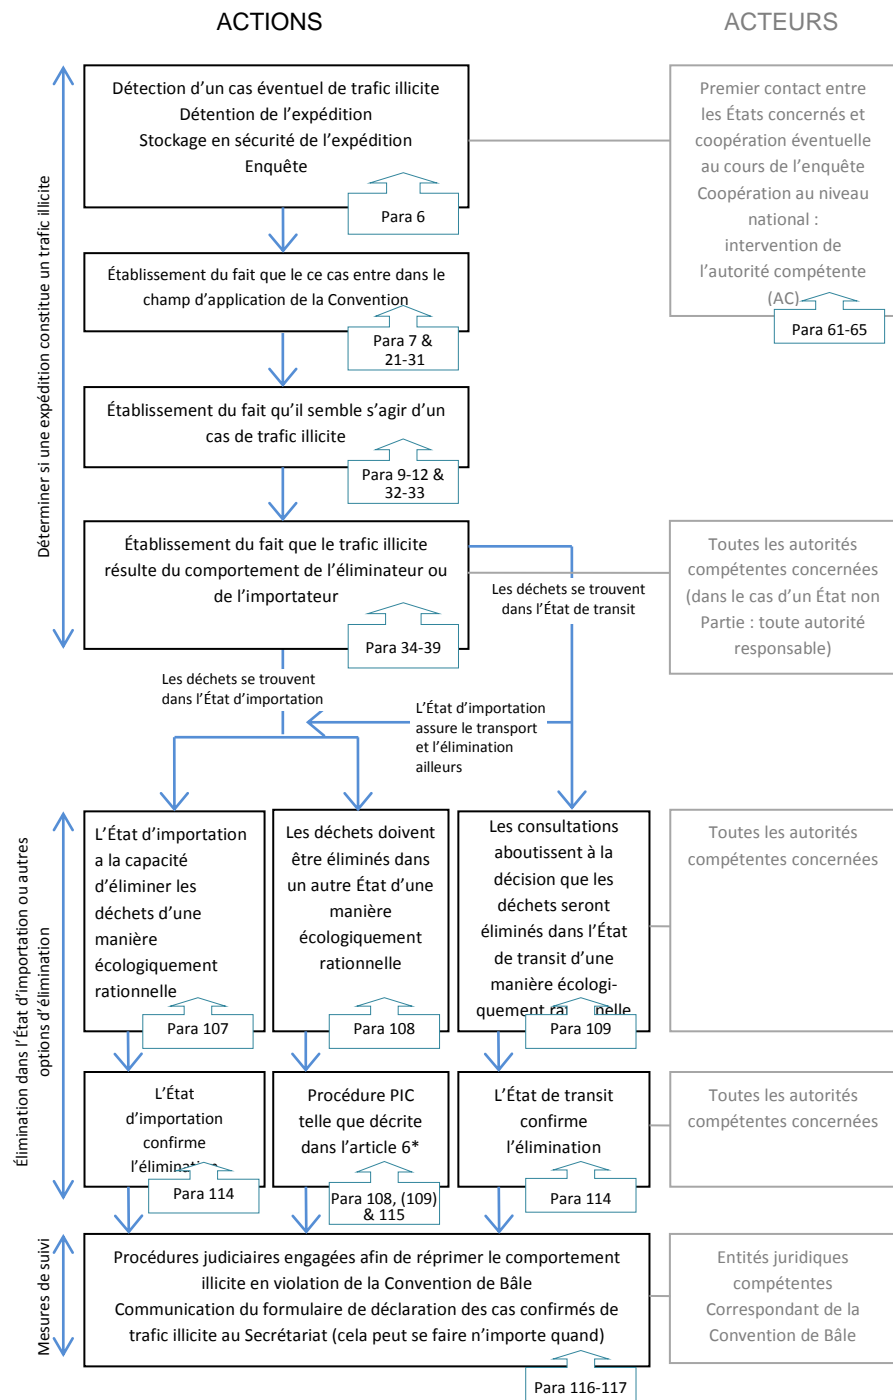 ACTIONS
ACTEURS
Déterminer si une expédition constitue un trafic illicite
Détection d'un cas éventuel de trafic illicite
Détention de l'expédition
Stockage en sécurité de l'expédition
Enquête
Para 6
Premier contact entre
les États concernés et
coopération éventuelle
au cours de l'enquête
Coopération au niveau
national :
intervention de
l'autorité compétente
(AC)
Para 61-65
Établissement du fait que le ce cas entre dans le
champ d'application de la Convention
Para 7 &
21-31
Établissement du fait qu'il semble s'agir d'un
cas de trafic illicite
Para 9-12 &
32-33
Établissement du fait que le trafic illicite
résulte du comportement de l'éliminateur ou
de l'importateur
Para 34-39
Les déchets se trouvent
dans l'État de transit
Toutes les autorités
compétentes concernées
(dans le cas d'un État non
Partie : toute autorité
responsable)
Les déchets se trouvent
dans l'État d'importation
L'État d'importation
assure le transport
et l'élimination
ailleurs
Élimination dans l'État d'importation ou autres
options d'élimination
L'État d'importation
a la capacité
d'éliminer les
déchets d'une
manière
écologiquement
rationnelle
Para 107
Les déchets doivent
être éliminés dans
un autre État d'une
manière
écologiquement
rationnelle
Para 108
Les consultations
aboutissent à la
décision que les
déchets seront
éliminés dans l'État
de transit d'une
manière écologi-
quement rationnelle
Para 109
Toutes les autorités
compétentes concernées
L'État
d'importation
confirme
l'élimination
Para 114
Procédure PIC
telle que décrite
dans l'article 6*
Para 108, (109)
& 115
L'État de transit
confirme
l'élimination
Para 114
Toutes les autorités
compétentes concernées
Mesures de suivi
Procédures judiciaires engagées afin de réprimer le comportement
illicite en violation de la Convention de Bâle
Communication du formulaire de déclaration des cas confirmés de
trafic illicite au Secrétariat (cela peut se faire n'importe quand)
Para 116-117
Entités juridiques
compétentes
Correspondant de la
Convention de Bâle